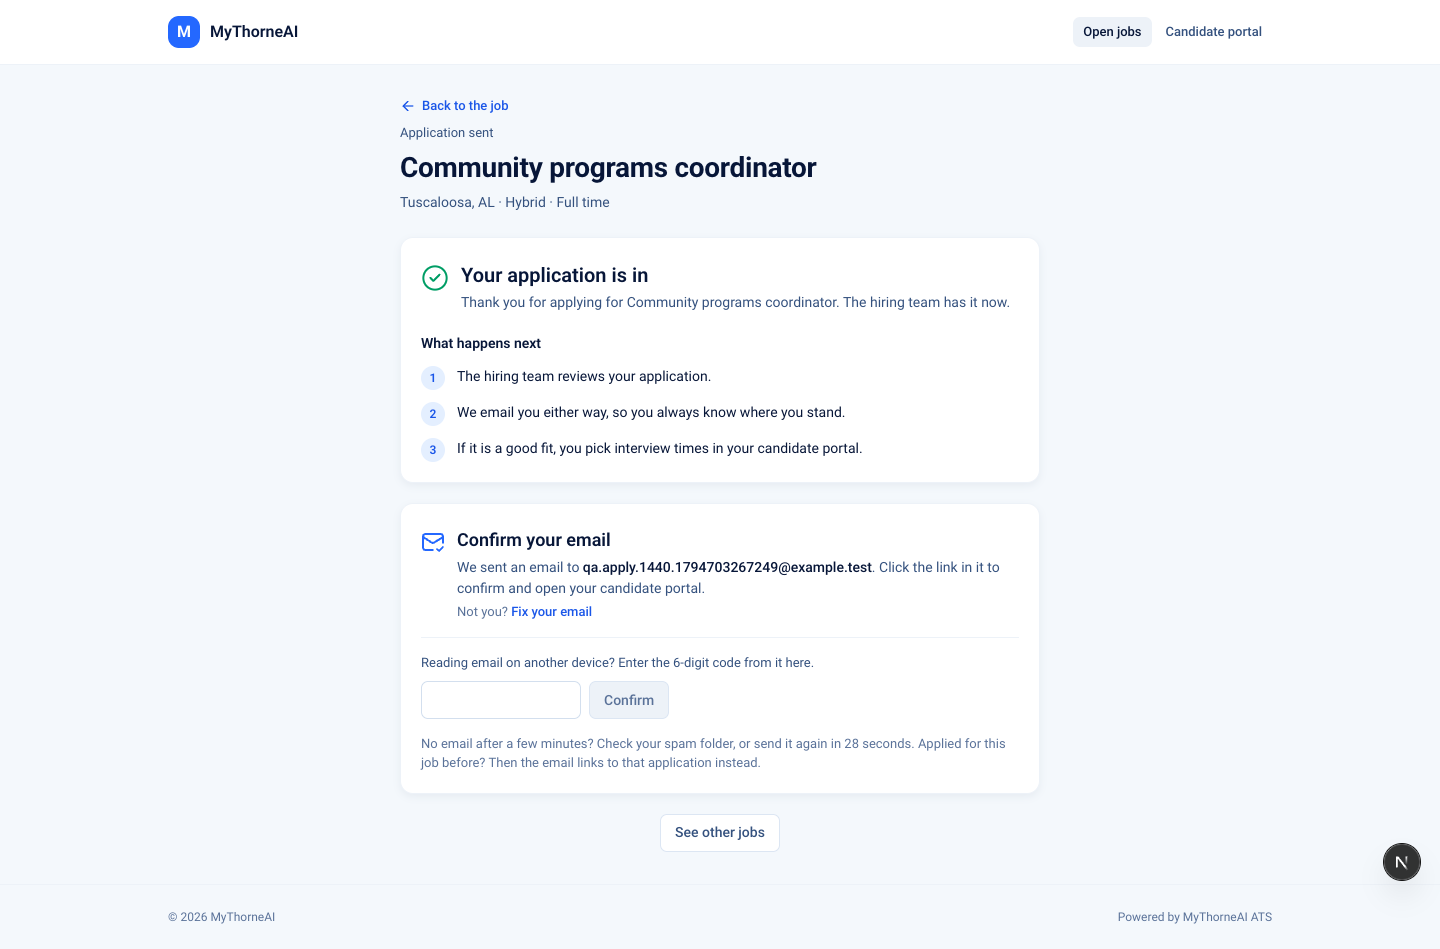 M MyThorneAI
Open jobs
Candidate portal
Back to the job
Application sent
Community programs coordinator
Tuscaloosa, AL · Hybrid · Full time
Your application is in
Thank you for applying for Community programs coordinator. The hiring team has it now.
What happens next
1 The hiring team reviews your application.
2 We email you either way, so you always know where you stand.
3 If it is a good fit, you pick interview times in your candidate portal.
Confirm your email
We sent an email to qa.apply.1440.1794703267249@example.test. Click the link in it to
confirm and open your candidate portal.
Not you? Fix your email
Reading email on another device? Enter the 6-digit code from it here.
Confirm
No email after a few minutes? Check your spam folder, or send it again in 28 seconds. Applied for this
job before? Then the email links to that application instead.
See other jobs
N
© 2026 MyThorneAI
Powered by MyThorneAI ATS